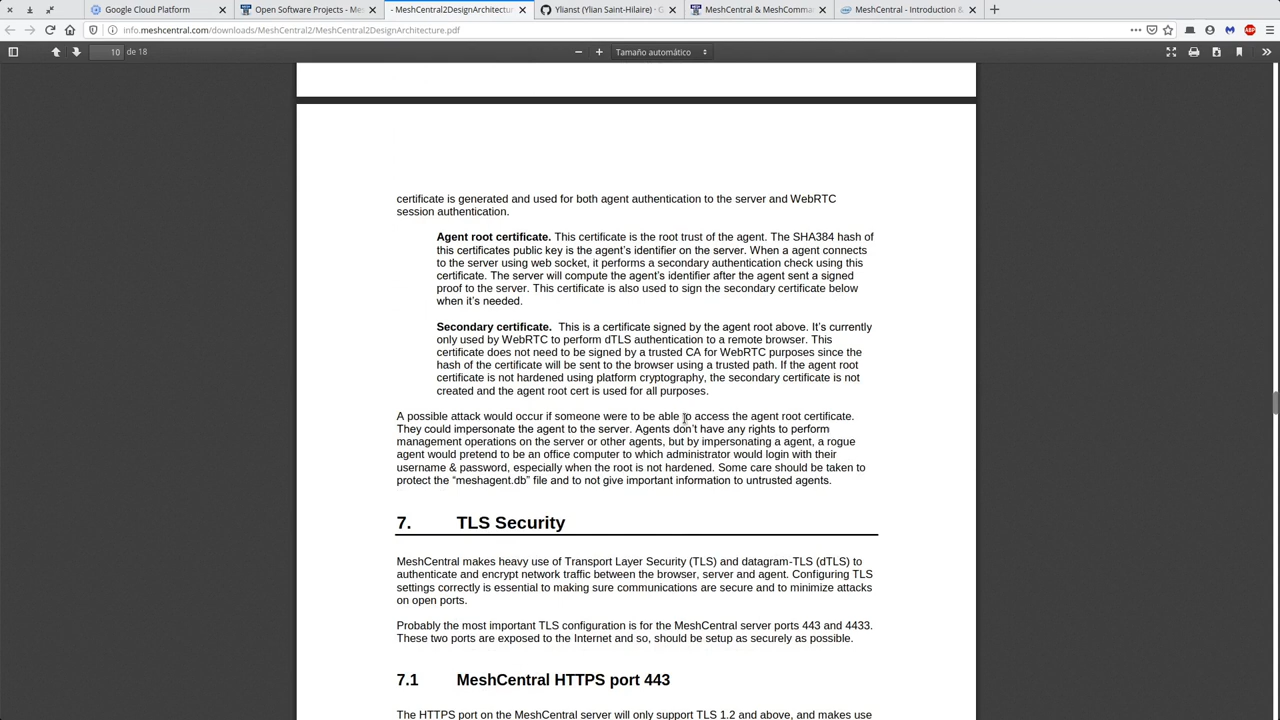 Google Cloud Platform
Open Software Projects - Me
- MeshCentral2DesignArchitectur
Ylianst (Ylian Saint-Hilaire) · G
MeshCentral & MeshComma
MeshCentral - Introduction &
info.meshcentral.com/downloads/MeshCentral2/MeshCentral2DesignArchitecture.pdf
10 de 18
Tamaño automático
certificate is generated and used for both agent authentication to the server and WebRTC
session authentication.
Agent root certificate. This certificate is the root trust of the agent. The SHA384 hash of
this certificates public key is the agent's identifier on the server. When a agent connects
to the server using web socket, it performs a secondary authentication check using this
certificate. The server will compute the agent's identifier after the agent sent a signed
proof to the server. This certificate is also used to sign the secondary certificate below
when it's needed.
Secondary certificate. This is a certificate signed by the agent root above. It's currently
only used by WebRTC to perform dTLS authentication to a remote browser. This
certificate does not need to be signed by a trusted CA for WebRTC purposes since the
hash of the certificate will be sent to the browser using a trusted path. If the agent root
certificate is not hardened using platform cryptography, the secondary certificate is not
created and the agent root cert is used for all purposes.
A possible attack would occur if someone were to be able to access the agent root certificate.
They could impersonate the agent to the server. Agents don't have any rights to perform
management operations on the server or other agents, but by impersonating a agent, a rogue
agent would pretend to be an office computer to which administrator would login with their
username & password, especially when the root is not hardened. Some care should be taken to
protect the "meshagent.db" file and to not give important information to untrusted agents.
7. TLS Security
MeshCentral makes heavy use of Transport Layer Security (TLS) and datagram-TLS (dTLS) to
authenticate and encrypt network traffic between the browser, server and agent. Configuring TLS
settings correctly is essential to making sure communications are secure and to minimize attacks
on open ports.
Probably the most important TLS configuration is for the MeshCentral server ports 443 and 4433.
These two ports are exposed to the Internet and so, should be setup as securely as possible.
7.1 MeshCentral HTTPS port 443
The HTTPS port on the MeshCentral server will only support TLS 1.2 and above, and makes use